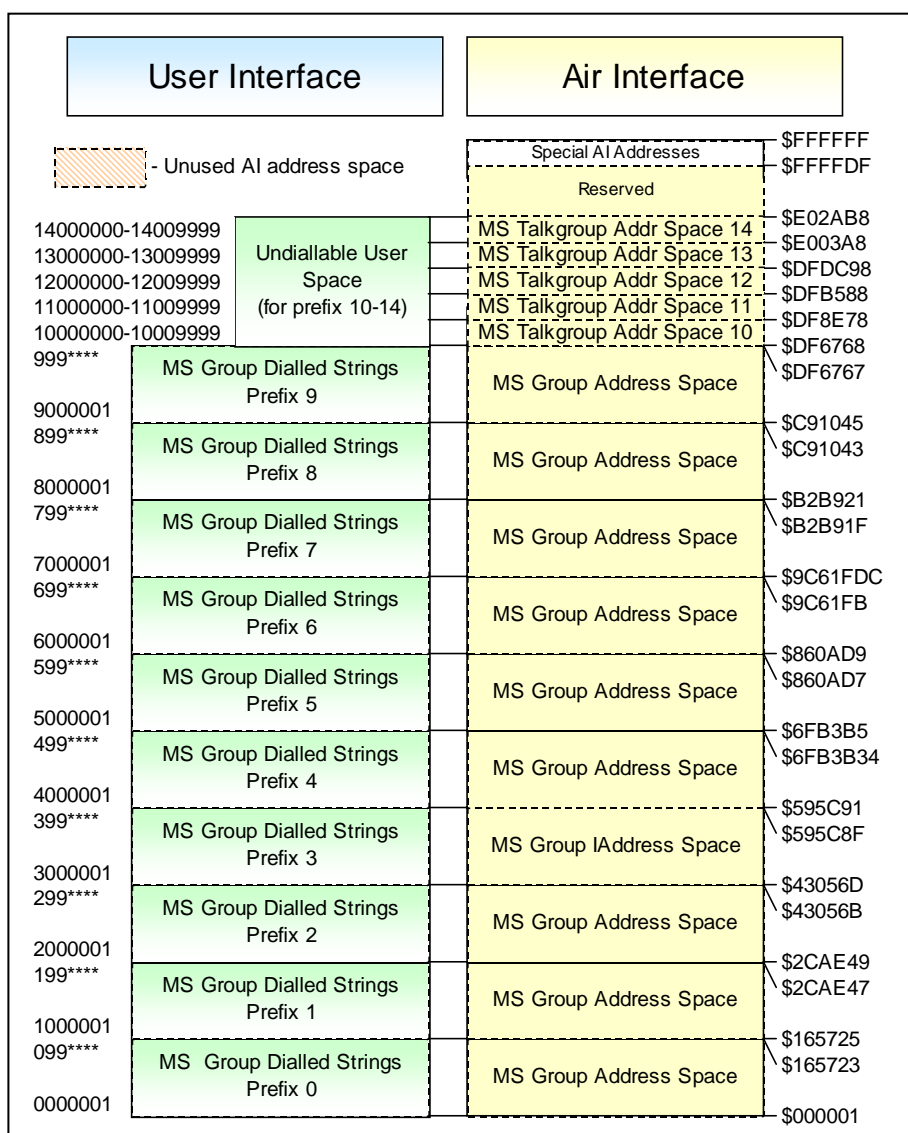 User Interface
Air Interface
- Unused AI address space
Special AI Addresses
$FFFFFF
$FFFFDF
Reserved
$E02AB8
14000000-14009999
MS Talkgroup Addr Space 14
$E003A8
13000000-13009999
MS Talkgroup Addr Space 13
$DFDC98
12000000-12009999
MS Talkgroup Addr Space 12
$DFB588
11000000-11009999
MS Talkgroup Addr Space 11
$DF8E78
10000000-10009999
MS Talkgroup Addr Space 10
$DF6768
Undiallable User
Space
(for prefix 10-14)
999****
$DF6767
MS Group Dialled Strings
Prefix 9
MS Group Address Space
9000001
$C91045
899****
$C91043
MS Group Dialled Strings
Prefix 8
MS Group Address Space
8000001
$B2B921
799****
$B2B91F
MS Group Dialled Strings
Prefix 7
MS Group Address Space
7000001
$9C61FDC
699****
$9C61FB
MS Group Dialled Strings
Prefix 6
MS Group Address Space
6000001
$860AD9
599****
$860AD7
MS Group Dialled Strings
Prefix 5
MS Group Address Space
5000001
$6FB3B5
499****
$6FB3B34
MS Group Dialled Strings
Prefix 4
MS Group Address Space
4000001
$595C91
399****
$595C8F
MS Group Dialled Strings
Prefix 3
MS Group IAddress Space
3000001
$43056D
299****
$43056B
MS Group Dialled Strings
Prefix 2
MS Group Address Space
2000001
$2CAE49
199****
$2CAE47
MS Group Dialled Strings
Prefix 1
MS Group Address Space
1000001
$165725
099****
$165723
MS Group Dialled Strings
Prefix 0
MS Group Address Space
0000001
$000001